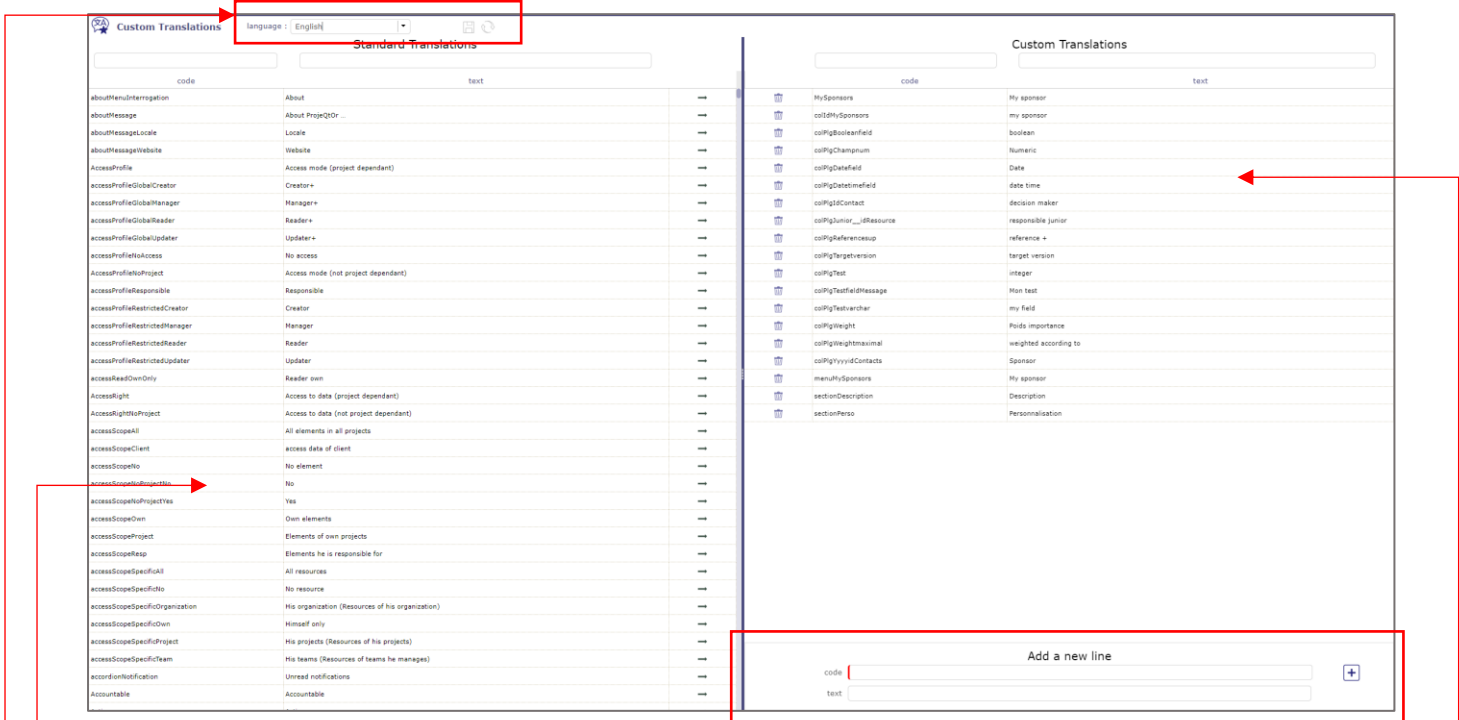 Custom Translations
language : English
Standard Translations
code text
aboutMenuInterrogation About
aboutMessage About ProjeQtOr ...
aboutMessageLocale Locale
aboutMessageWebsite Website
AccessProfile Access mode (project dependant)
accessProfileGlobalCreator Creator+
accessProfileGlobalManager Manager+
accessProfileGlobalReader Reader+
accessProfileGlobalUpdater Updater+
accessProfileNoAccess No access
AccessProfileNoProject Access mode (not project dependant)
accessProfileResponsible Responsible
accessProfileRestrictedCreator Creator
accessProfileRestrictedManager Manager
accessProfileRestrictedReader Reader
accessProfileRestrictedUpdater Updater
accessReadOwnOnly Reader own
AccessRight Access to data (project dependant)
AccessRightNoProject Access to data (not project dependant)
accessScopeAll All elements in all projects
accessScopeClient access data of client
accessScopeNo No element
accessScopeNoProjectNo No
accessScopeNoProjectYes Yes
accessScopeOwn Own elements
accessScopeProject Elements of own projects
accessScopeResp Elements he is responsible for
accessScopeSpecificAll All resources
accessScopeSpecificNo No resource
accessScopeSpecificOrganization His organization (Resources of his organization)
accessScopeSpecificOwn Himself only
accessScopeSpecificProject His projects (Resources of his projects)
accessScopeSpecificTeam His teams (Resources of teams he manages)
accordionNotification Unread notifications
Accountable Accountable
Custom Translations
code text
MySponsors My sponsor
colIdMySponsors my sponsor
colPlgBooleanfield boolean
colPlgChampnum Numeric
colPlgDatefield Date
colPlgDatetimefield date time
colPlgIdContact decision maker
colPlgJunior__idResource responsible junior
colPlgReferencesup reference +
colPlgTargetversion target version
colPlgTest integer
colPlgTestfieldMessage Mon test
colPlgTestvarchar my field
colPlgWeight Poids importance
colPlgWeightmaximal weighted according to
colPlgYyyyidContacts Sponsor
menuMySponsors My sponsor
sectionDescription Description
sectionPerso Personnalisation
Add a new line
code
text